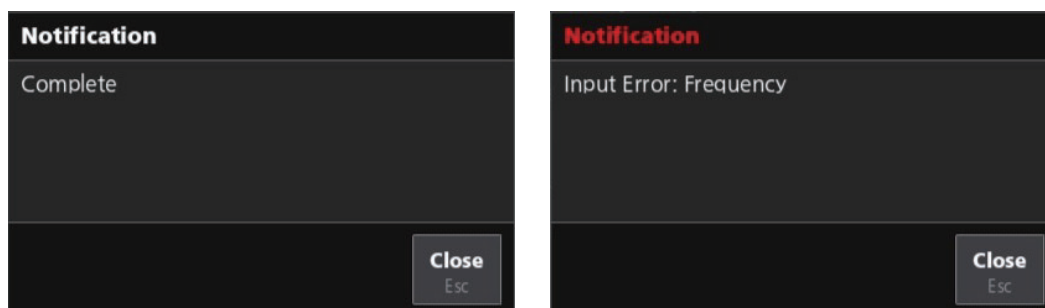 Notification
Complete
Close
Esc
Notification
Input Error: Frequency
Close
Esc